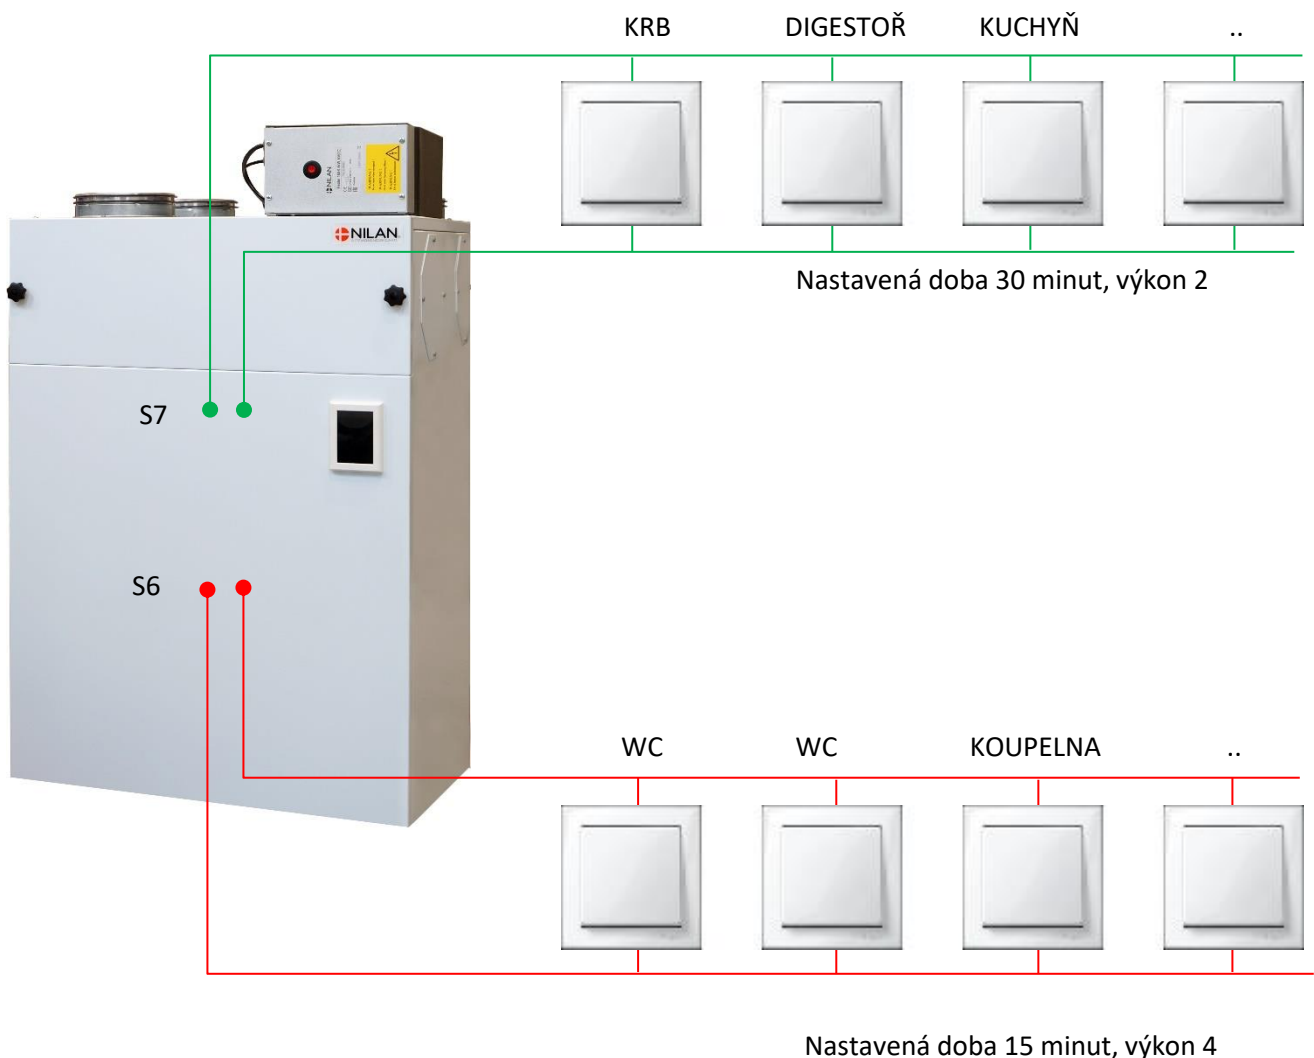 KRB DIGESTOŘ KUCHYŇ ..
NILAN
NILAN
Nastavená doba 30 minut, výkon 2
S7
S6
WC WC KOUPELNA ..
Nastavená doba 15 minut, výkon 4